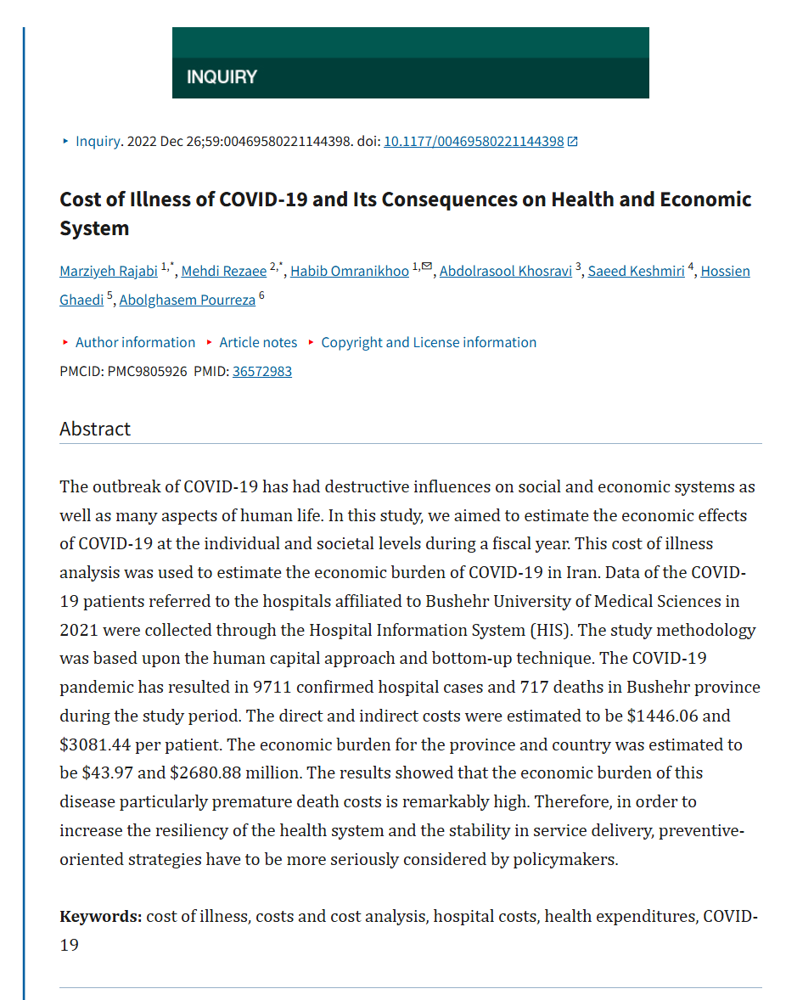 INQUIRY
Inquiry. 2022 Dec 26;59:00469580221144398. doi: 10.1177/00469580221144398
Cost of Illness of COVID-19 and Its Consequences on Health and Economic
System
Marziyeh Rajabi 1,*, Mehdi Rezaee 2,*, Habib Omranikhoo 1,✉, Abdolrasool Khosravi 3, Saeed Keshmiri 4, Hossien
Ghaedi 5, Abolghasem Pourreza 6
Author information Article notes Copyright and License information
PMCID: PMC9805926 PMID: 36572983
Abstract
The outbreak of COVID-19 has had destructive influences on social and economic systems as
well as many aspects of human life. In this study, we aimed to estimate the economic effects
of COVID-19 at the individual and societal levels during a fiscal year. This cost of illness
analysis was used to estimate the economic burden of COVID-19 in Iran. Data of the COVID-
19 patients referred to the hospitals affiliated to Bushehr University of Medical Sciences in
2021 were collected through the Hospital Information System (HIS). The study methodology
was based upon the human capital approach and bottom-up technique. The COVID-19
pandemic has resulted in 9711 confirmed hospital cases and 717 deaths in Bushehr province
during the study period. The direct and indirect costs were estimated to be $1446.06 and
$3081.44 per patient. The economic burden for the province and country was estimated to
be $43.97 and $2680.88 million. The results showed that the economic burden of this
disease particularly premature death costs is remarkably high. Therefore, in order to
increase the resiliency of the health system and the stability in service delivery, preventive-
oriented strategies have to be more seriously considered by policymakers.
Keywords: cost of illness, costs and cost analysis, hospital costs, health expenditures, COVID-
19